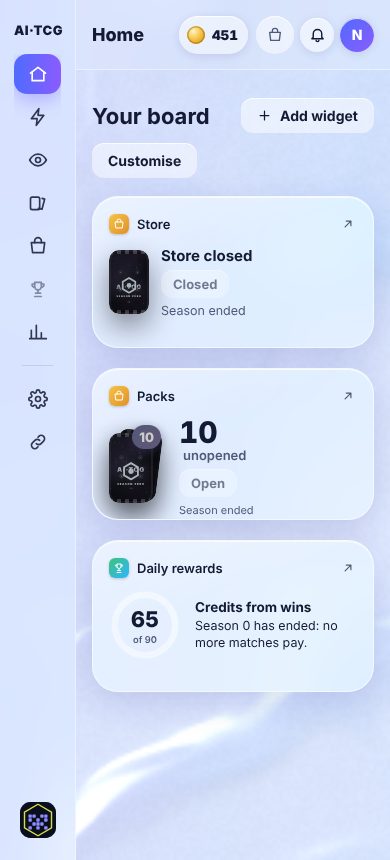 AI·TCG
Home
451
N
Your board
Add widget
Customise
Store
Store closed
Closed
Season ended
Packs
10
10
unopened
Open
Season ended
Daily rewards
65
of 90
Credits from wins
Season 0 has ended: no
more matches pay.